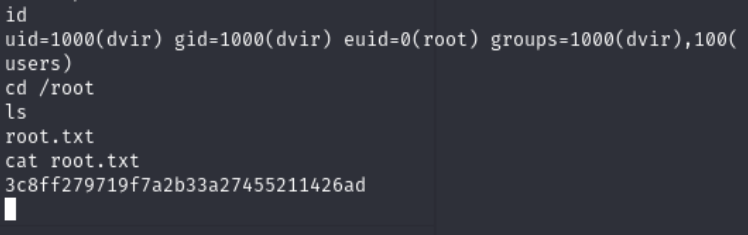 id
uid=1000(dvir) gid=1000(dvir) euid=0(root) groups=1000(dvir),100(
users)
cd /root
ls
root.txt
cat root.txt
3c8ff279719f7a2b33a27455211426ad